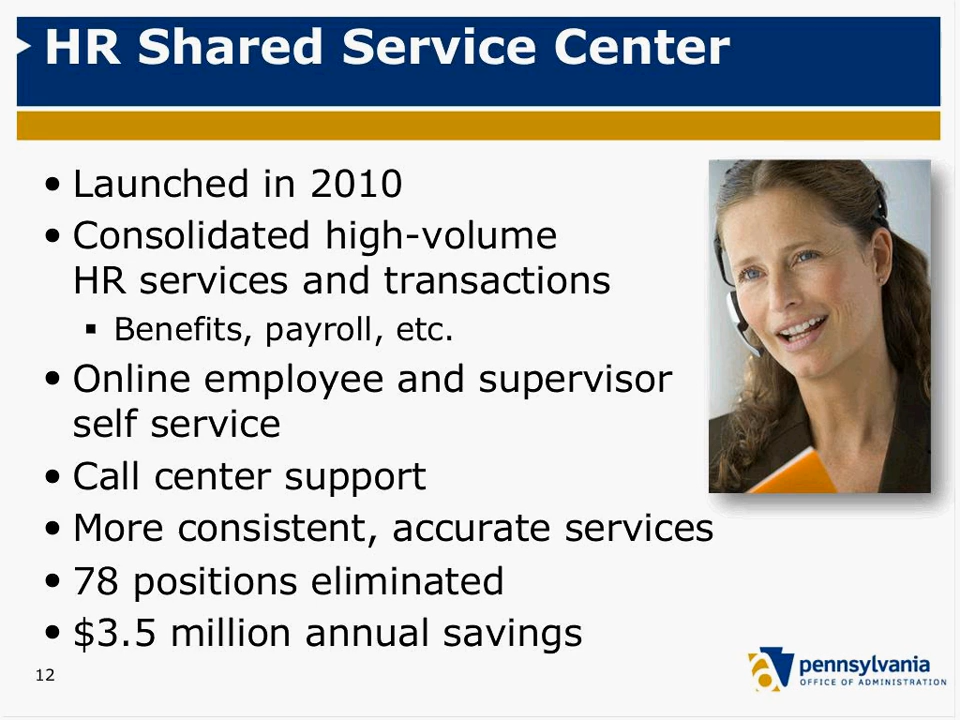 HR Shared Service Center
• Launched in 2010
• Consolidated high-volume
HR services and transactions
▪ Benefits, payroll, etc.
• Online employee and supervisor
self service
• Call center support
• More consistent, accurate services
• 78 positions eliminated
• $3.5 million annual savings
12
pennsylvania
OFFICE OF ADMINISTRATION